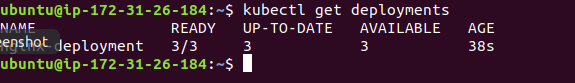 ubuntu@ip-172-31-26-184:~$ kubectl get deployments
NAME READY UP-TO-DATE AVAILABLE AGE
eenshot
-deployment 3/3 3 3 38s
ubuntu@ip-172-31-26-184:~$